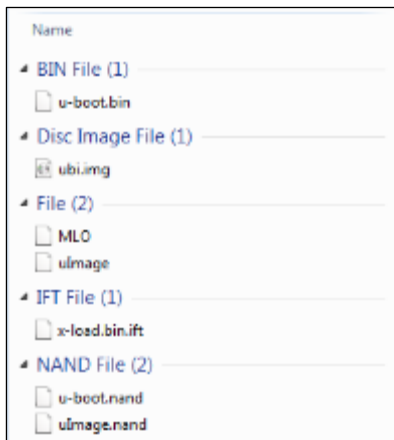 Name
BIN File (1)
u-boot.bin
Disc Image File (1)
ubi.img
File (2)
MLO
uImage
IFT File (1)
x-load.bin.ift
NAND File (2)
u-boot.nand
uImage.nand